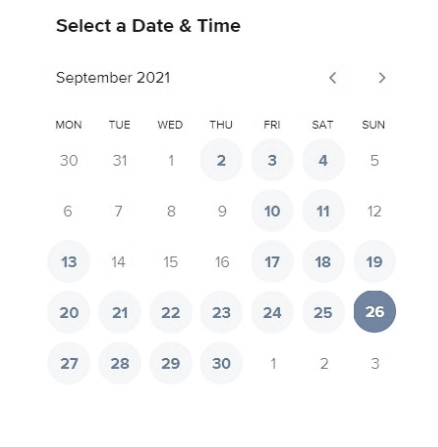 Select a Date & Time
September 2021
MON TUE WED THU FRI SAT SUN
30 31 1 2 3 4 5
6 7 8 9 10 11 12
13 14 15 16 17 18 19
20 21 22 23 24 25 26
27 28 29 30 1 2 3